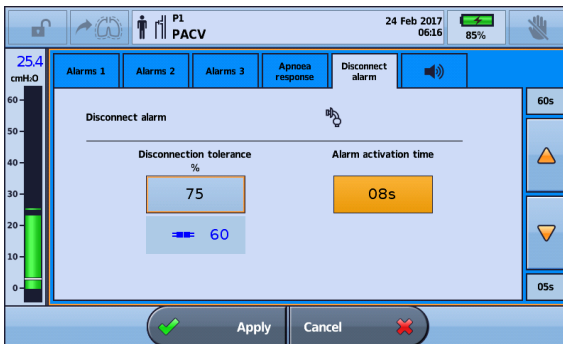 P1
PACV
24 Feb 2017
06:16
85%
25.4
cmH2O
Alarms 1
Alarms 2
Alarms 3
Apnoea
response
Disconnect
alarm
60
50
40
30
20
10
0
Disconnect alarm
Disconnection tolerance
%
Alarm activation time
75
08s
60
60s
05s
Apply
Cancel